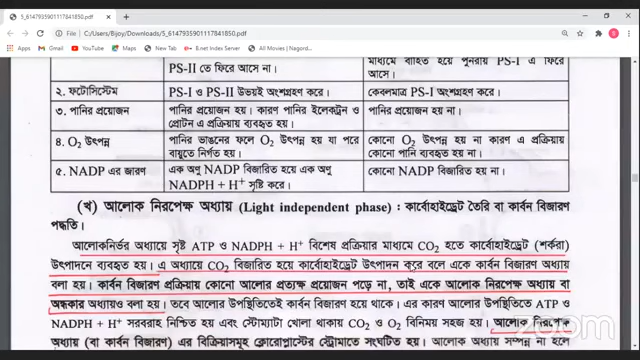 5_6147935901117841850.pdf
C:/Users/Bijoy/Downloads/5_6147935901117841850.pdf
Gmail
YouTube
Maps
New Tab
E.net Index Server
All Movies | Nagord...
PS-II তে ফিরে আসে না।
মাধ্যমে বাহিত হয়ে পুনরায় PS-I এ ফিরে আসে।
২. ফটোসিস্টেম
PS-I ও PS-II উভয়ই অংশগ্রহণ করে।
কেবলমাত্র PS-I অংশগ্রহণ করে।
৩. পানির প্রয়োজন
পানির প্রয়োজন হয়। কারণ পানির ইলেকট্রন ও
প্রোটন এ প্রক্রিয়ায় ব্যবহৃত হয়।
পানির প্রয়োজন হয় না।
৪. O2 উৎপন্ন
পানির ভাঙনের ফলে O2 উৎপন্ন হয় যা পরে
বায়ুতে নির্গত হয়।
কোনো O2 উৎপন্ন হয় না কারণ এ প্রক্রিয়ায়
কোনো পানি ব্যবহৃত হয় না।
৫. NADP এর জারণ
এক অণু NADP বিজারিত হয়ে এক অণু
NADPH + H+ সৃষ্টি করে।
কোনো NADP বিজারিত হয় না।
(খ) আলোক নিরপেক্ষ অধ্যায় (Light independent phase) : কার্বোহাইড্রেট তৈরি বা কার্বন বিজারণ
পদ্ধতি।
আলোকনির্ভর অধ্যায়ে সৃষ্ট ATP ও NADPH + H+ বিশেষ প্রক্রিয়ার মাধ্যমে CO2 হতে কার্বোহাইড্রেট (শর্করা)
উৎপাদনে ব্যবহৃত হয়। এ অধ্যায়ে CO2 বিজারিত হয়ে কার্বোহাইড্রেট উৎপাদন করে বলে একে কার্বন বিজারণ অধ্যায়
বলা হয়। কার্বন বিজারণ প্রক্রিয়ায় কোনো আলোর প্রত্যক্ষ প্রয়োজন পড়ে না, তাই একে আলোক নিরপেক্ষ অধ্যায় বা
অন্ধকার অধ্যায়ও বলা হয়। তবে আলোর উপস্থিতিতেই কার্বন বিজারণ হয়ে থাকে। এর কারণ আলোর উপস্থিতিতে ATP ও
NADPH + H+ সরবরাহ নিশ্চিত হয় এবং স্টোম্যাটা খোলা থাকায় CO2 ও O2 বিনিময় সহজ হয়। আলোক নিরপেক্ষ
অধ্যায় (বা কার্বন বিজারণ) এর বিক্রিয়াসমূহ ক্লোরোপ্লাস্টের স্ট্রোমাতে সংঘটিত হয়। আলোক অধ্যায় সম্পন্ন না হলে
zoom